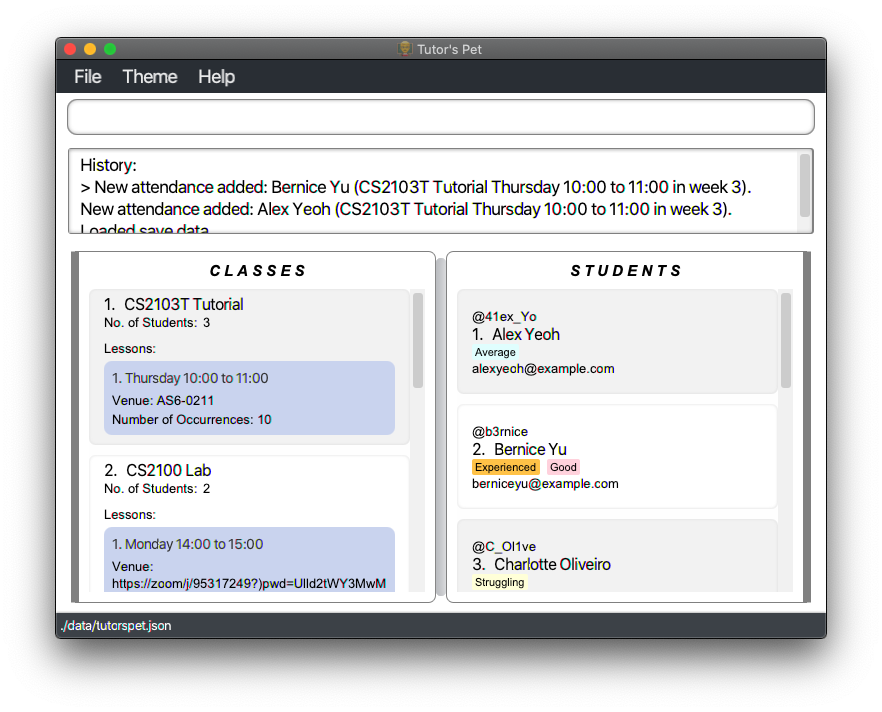 Tutor's Pet
File Theme Help
History:
> New attendance added: Bernice Yu (CS2103T Tutorial Thursday 10:00 to 11:00 in week 3).
New attendance added: Alex Yeoh (CS2103T Tutorial Thursday 10:00 to 11:00 in week 3).
Loaded save data
CLASSES
1. CS2103T Tutorial
No. of Students: 3
Lessons:
1. Thursday 10:00 to 11:00
Venue: AS6-0211
Number of Occurrences: 10
2. CS2100 Lab
No. of Students: 2
Lessons:
1. Monday 14:00 to 15:00
Venue:
https://zoom/j/95317249?)pwd=UlId2tWY3MwM
STUDENTS
@41ex_Yo
1. Alex Yeoh
Average
alexyeoh@example.com
@b3rnice
2. Bernice Yu
Experienced Good
berniceyu@example.com
@C_Ol1ve
3. Charlotte Oliveiro
Struggling
./data/tutorspet.json